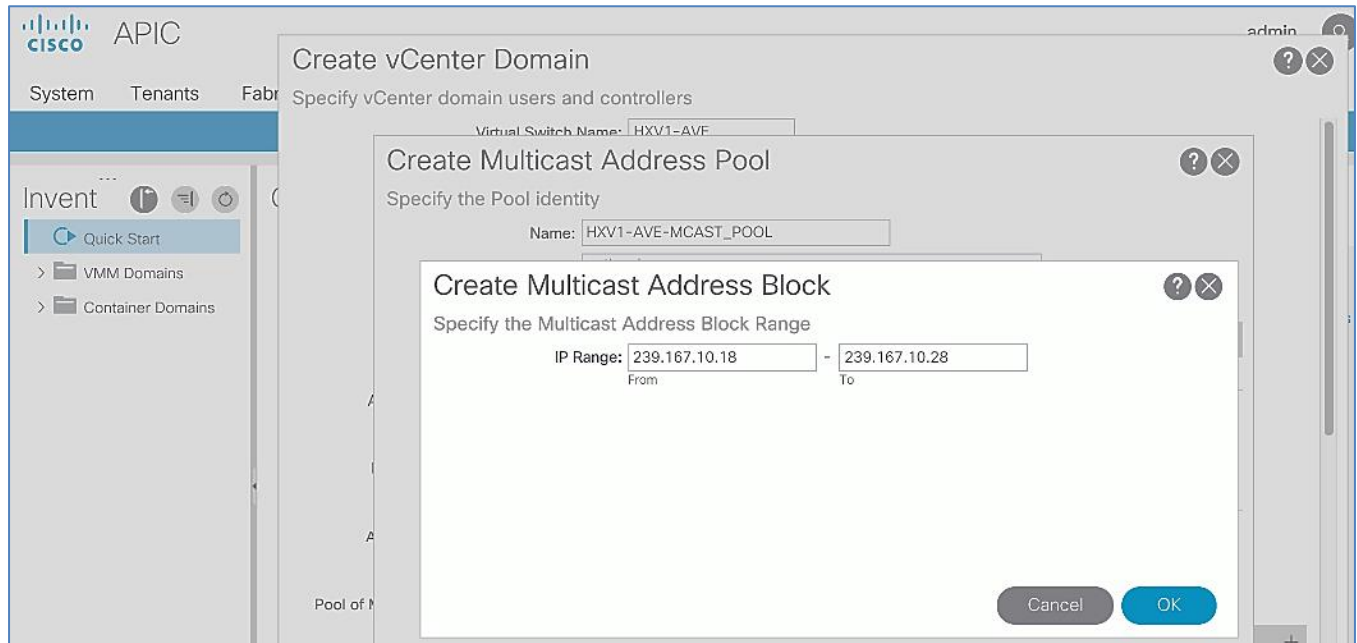 CISCO APIC admin
Create vCenter Domain
System Tenants Fabr Specify vCenter domain users and controllers
Virtual Switch Name: HXV1-AVE
Create Multicast Address Pool
Invent
Specify the Pool identity
Name: HXV1-AVE-MCAST_POOL
Quick Start
VMM Domains
Container Domains
Create Multicast Address Block
Specify the Multicast Address Block Range
IP Range: 239.167.10.18 - 239.167.10.28
From To
Pool of M
Cancel OK